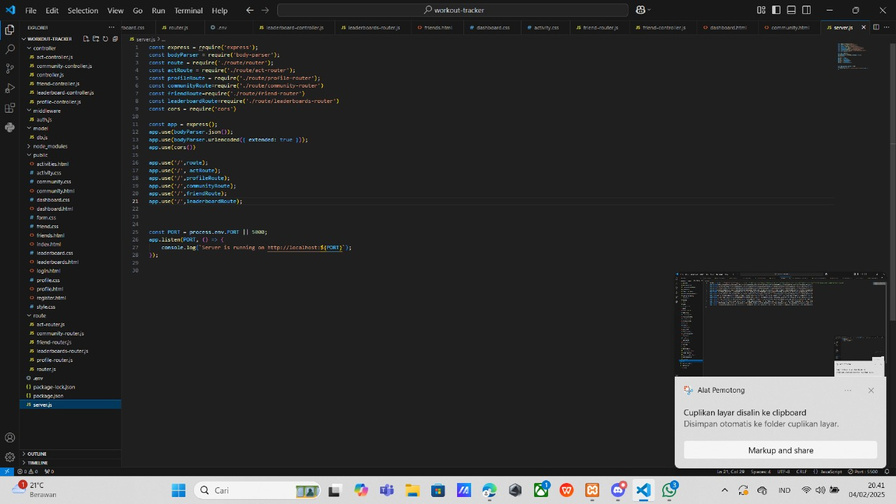 File Edit Selection View Go Run Terminal Help
workout-tracker
EXPLORER
WORKOUT-TRACKER
controller
act-controller.js
community-controller.js
controller.js
friend-controller.js
leaderboard-controller.js
profile-controller.js
middleware
auth.js
model
db.js
node_modules
public
activities.html
community.css
community.html
dashboard.css
dashboard.html
farm.css
friend.html
home.css
home.html
leaderboards.html
login.html
profile.css
profile.html
register.html
style.css
route
act-router.js
community-router.js
friend-router.js
leaderboards-router.js
profile-router.js
router.js
.env
package-lock.json
package.json
server.js
OUTLINE
TIMELINE
board.css router.js .env leaderboards-controller.js leaderboards-router.js dashboard.css activity.css friend-router.js friend-controller.js dashboard.css community.html server.js
server.js
1 const express = require('express');
2 const bodyParser = require('body-parser');
3 const route = require('./route/router');
4 const actRoute = require('./route/act-router');
5 const profileRoute = require('./route/profile-router');
6 const communityRoute=require('./route/community-router')
7 const friendRoute=require('./route/friend-router')
8 const leaderboardRoute=require('./route/leaderboards-router')
9 const cors = require('cors')
10
11 const app = express();
12 app.use(bodyParser.json());
13 app.use(bodyParser.urlencoded({ extended: true }));
14 app.use(cors())
15
16 app.use('/',route);
17 app.use('/', actRoute);
18 app.use('/',profileRoute);
19 app.use('/',communityRoute);
20 app.use('/',friendRoute);
21 app.use('/',leaderboardRoute);
25 const PORT = process.env.PORT || 5000;
26 app.listen(PORT, () => {
27 console.log(`Server is running on http://localhost:${PORT}`);
28 });
29
30
Alat Pemotong
Cuplikan layar disalin ke clipboard
Disimpan otomatis ke folder cuplikan layar.
Markup and share
Ln 21, Col 28 Spaces: 4 UTF-8 CRLF JavaScript Port: 5500
21°C
Berawan
Cari
IND
20.41
04/02/2025